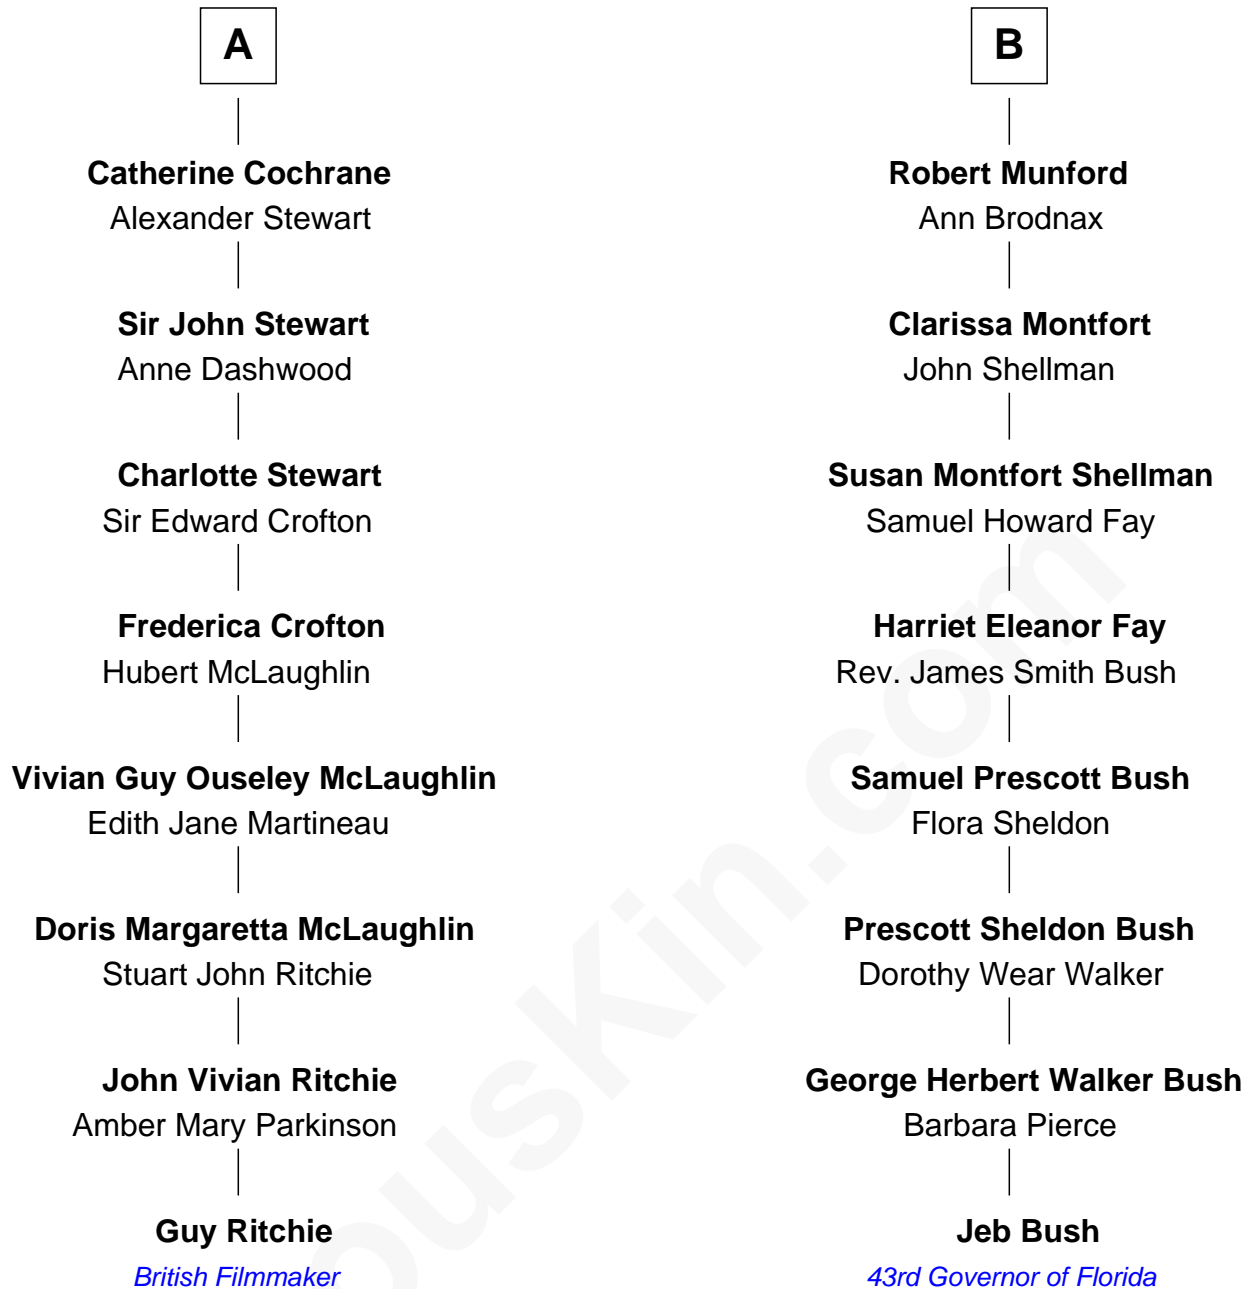 A
Catherine Cochrane
Alexander Stewart
Sir John Stewart
Anne Dashwood
Charlotte Stewart
Sir Edward Crofton
Frederica Crofton
Hubert McLaughlin
Vivian Guy Ouseley McLaughlin
Edith Jane Martineau
Doris Margaretta McLaughlin
Stuart John Ritchie
John Vivian Ritchie
Amber Mary Parkinson
Guy Ritchie
British Filmmaker
B
Robert Munford
Ann Brodnax
Clarissa Montfort
John Shellman
Susan Montfort Shellman
Samuel Howard Fay
Harriet Eleanor Fay
Rev. James Smith Bush
Samuel Prescott Bush
Flora Sheldon
Prescott Sheldon Bush
Dorothy Wear Walker
George Herbert Walker Bush
Barbara Pierce
Jeb Bush
43rd Governor of Florida
ousKin.com